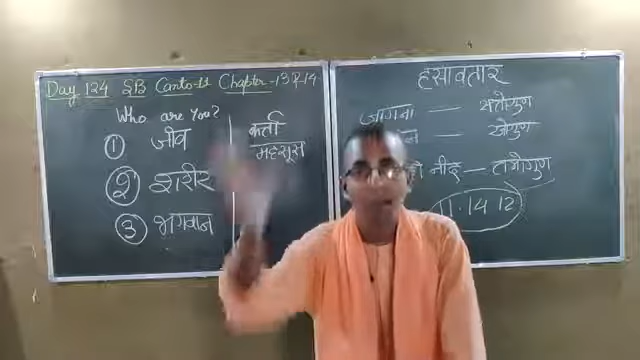 Day 124 SB Canto-11 Chapter-13&14
Who are you?
① जीव
② शरीर
③ भगवान
कर्ता
महसूस
हंसावतार
जागना — सतोगुण
— रजोगुण
नींद — तमोगुण
11.14.12